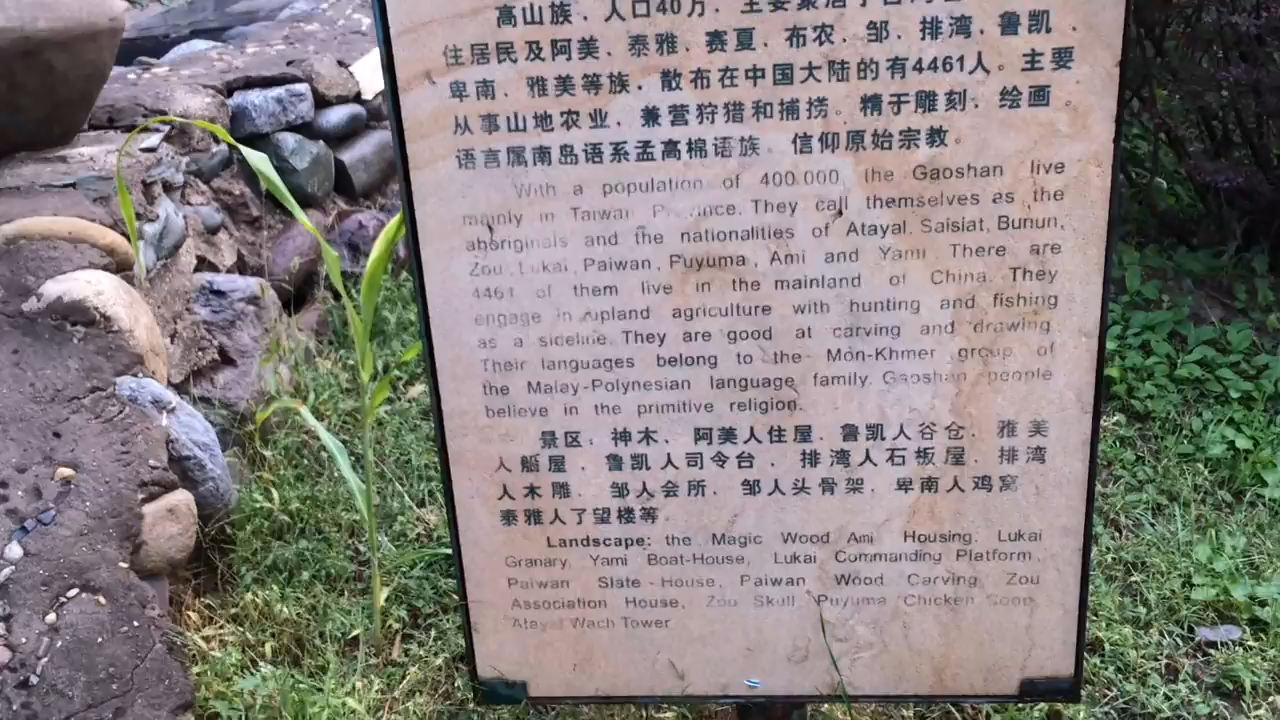 高山族，人口40万，主要聚居于台湾
住居民及阿美、泰雅、赛夏、布农、邹、排湾、鲁凯、
卑南、雅美等族，散布在中国大陆的有4461人。主要
从事山地农业，兼营狩猎和捕捞。精于雕刻、绘画。
语言属南岛语系孟高棉语族。信仰原始宗教。
With a population of 400.000, the Gaoshan live
mainly in Taiwan Province. They call themselves as the
aboriginals and the nationalities of Atayal, Saisiat, Bunun,
Zou, Lukai, Paiwan, Puyuma, Ami and Yami There are
4461 of them live in the mainland of China. They
engage in upland agriculture with hunting and fishing
as a sideline. They are good at carving and drawing.
Their languages belong to the Mon-Khmer group of
the Malay-Polynesian language family. Gaoshan people
believe in the primitive religion.
景区：神木、阿美人住屋、鲁凯人谷仓、雅美
人船屋、鲁凯人司令台、排湾人石板屋、排湾
人木雕、邹人会所、邹人头骨架、卑南人鸡窝、
泰雅人了望楼等。
Landscape: the Magic Wood Ami Housing, Lukai
Granary, Yami Boat-House, Lukai Commanding Platform,
Paiwan Slate-House, Paiwan Wood Carving, Zou
Association House, Zou Skull, Puyuma Chicken Coop,
Atayal Wach Tower